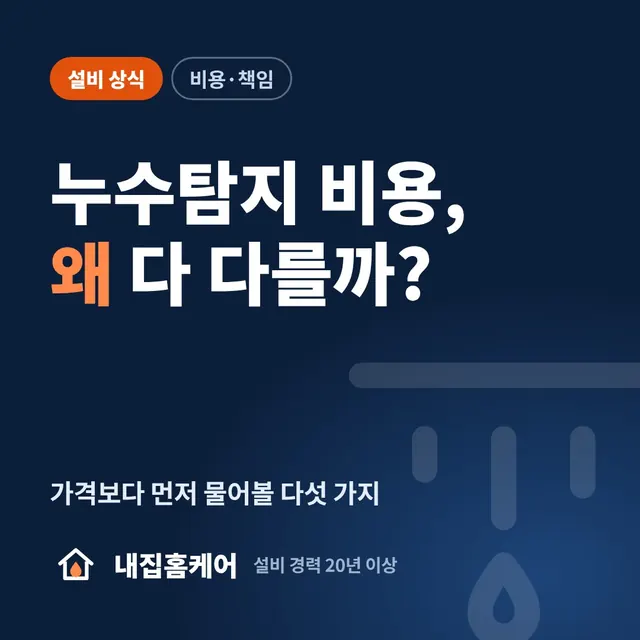 설비 상식
비용·책임
누수탐지 비용,
왜 다 다를까?
가격보다 먼저 물어볼 다섯 가지
내집홈케어 설비 경력 20년 이상